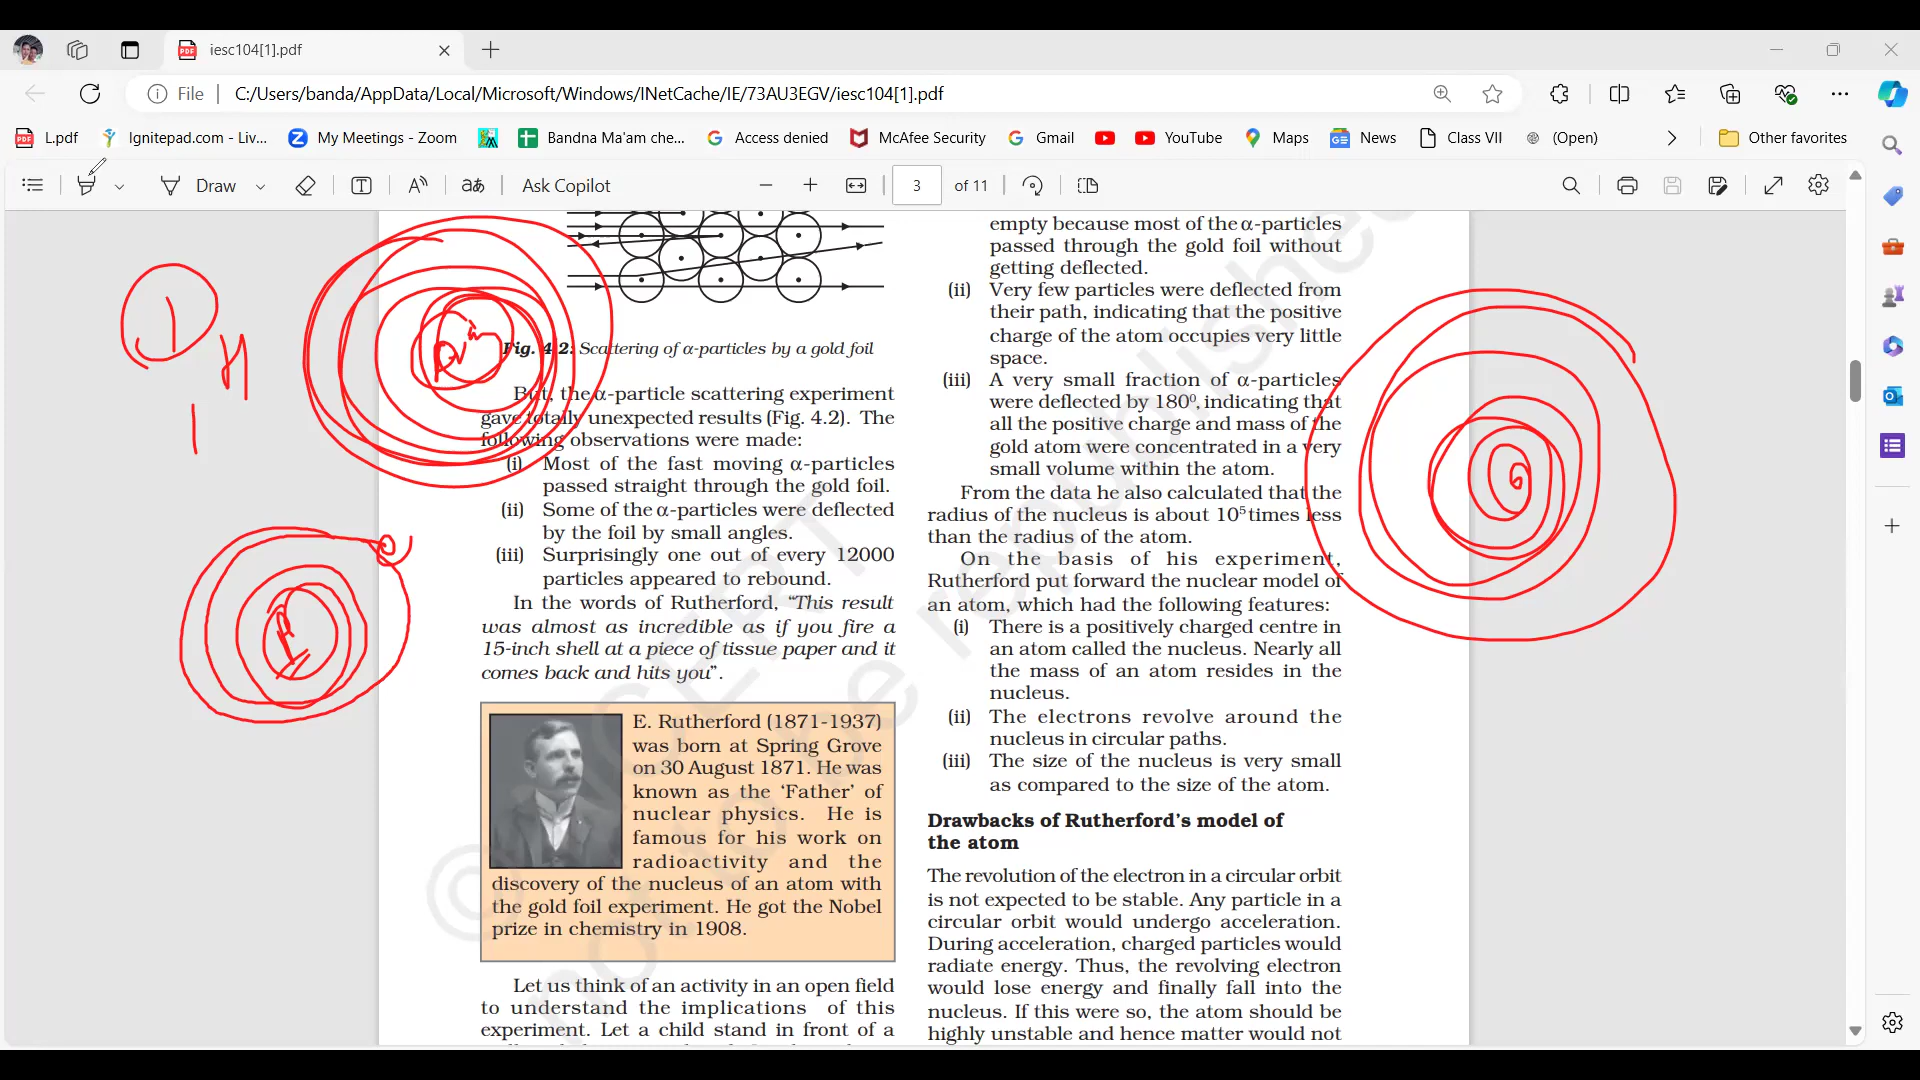 iesc104[1].pdf
File
C:/Users/banda/AppData/Local/Microsoft/Windows/INetCache/IE/73AU3EGV/iesc104[1].pdf
L.pdf
Ignitepad.com - Liv...
My Meetings - Zoom
Bandna Ma'am che...
Access denied
McAfee Security
Gmail
YouTube
Maps
News
Class VII
(Open)
Other favorites
Draw
Ask Copilot
3 of 11
Fig. 4.2: Scattering of α-particles by a gold foil
But, the α-particle scattering experiment
gave totally unexpected results (Fig. 4.2). The
following observations were made:
(i) Most of the fast moving α-particles
passed straight through the gold foil.
(ii) Some of the α-particles were deflected
by the foil by small angles.
(iii) Surprisingly one out of every 12000
particles appeared to rebound.
In the words of Rutherford, “This result
was almost as incredible as if you fire a
15-inch shell at a piece of tissue paper and it
comes back and hits you”.
E. Rutherford (1871-1937)
was born at Spring Grove
on 30 August 1871. He was
known as the ‘Father’ of
nuclear physics. He is
famous for his work on
radioactivity and the
discovery of the nucleus of an atom with
the gold foil experiment. He got the Nobel
prize in chemistry in 1908.
Let us think of an activity in an open field
to understand the implications of this
experiment. Let a child stand in front of a
empty because most of the α-particles
passed through the gold foil without
getting deflected.
(ii) Very few particles were deflected from
their path, indicating that the positive
charge of the atom occupies very little
space.
(iii) A very small fraction of α-particles
were deflected by 180⁰, indicating that
all the positive charge and mass of the
gold atom were concentrated in a very
small volume within the atom.
From the data he also calculated that the
radius of the nucleus is about 10⁵ times less
than the radius of the atom.
On the basis of his experiment,
Rutherford put forward the nuclear model of
an atom, which had the following features:
(i) There is a positively charged centre in
an atom called the nucleus. Nearly all
the mass of an atom resides in the
nucleus.
(ii) The electrons revolve around the
nucleus in circular paths.
(iii) The size of the nucleus is very small
as compared to the size of the atom.
Drawbacks of Rutherford’s model of
the atom
The revolution of the electron in a circular orbit
is not expected to be stable. Any particle in a
circular orbit would undergo acceleration.
During acceleration, charged particles would
radiate energy. Thus, the revolving electron
would lose energy and finally fall into the
nucleus. If this were so, the atom should be
highly unstable and hence matter would not
© NCERT
not to be republished